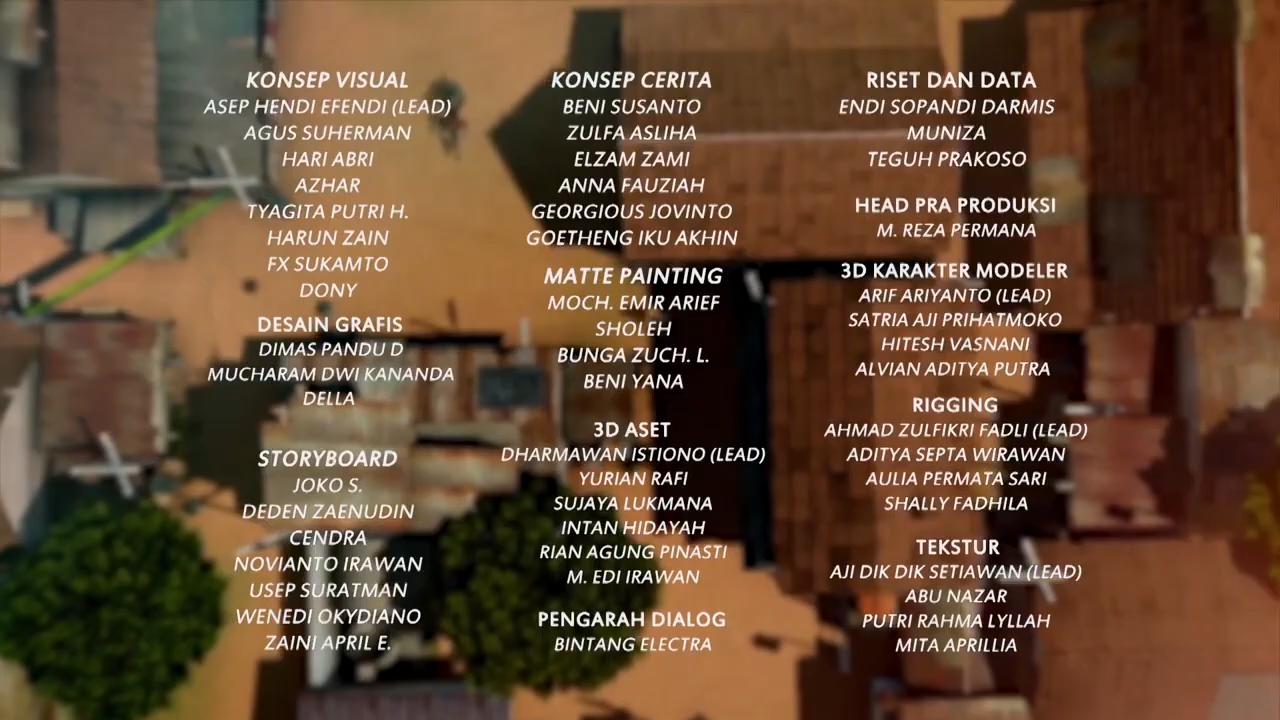 KONSEP VISUAL
ASEP HENDI EFENDI (LEAD)
AGUS SUHERMAN
HARI ABRI
AZHAR
TYAGITA PUTRI H.
HARUN ZAIN
FX SUKAMTO
DONY
DESAIN GRAFIS
DIMAS PANDU D
MUCHARAM DWI KANANDA
DELLA
STORYBOARD
JOKO S.
DEDEN ZAENUDIN
CENDRA
NOVIANTO IRAWAN
USEP SURATMAN
WENEDI OKYDIANO
ZAINI APRIL E.
KONSEP CERITA
BENI SUSANTO
ZULFA ASLIHA
ELZAM ZAMI
ANNA FAUZIAH
GEORGIOUS JOVINTO
GOETHENG IKU AKHIN
MATTE PAINTING
MOCH. EMIR ARIEF
SHOLEH
BUNGA ZUCH. L.
BENI YANA
3D ASET
DHARMAWAN ISTIONO (LEAD)
YURIAN RAFI
SUJAYA LUKMANA
INTAN HIDAYAH
RIAN AGUNG PINASTI
M. EDI IRAWAN
PENGARAH DIALOG
BINTANG ELECTRA
RISET DAN DATA
ENDI SOPANDI DARMIS
MUNIZA
TEGUH PRAKOSO
HEAD PRA PRODUKSI
M. REZA PERMANA
3D KARAKTER MODELER
ARIF ARIYANTO (LEAD)
SATRIA AJI PRIHATMOKO
HITESH VASNANI
ALVIAN ADITYA PUTRA
RIGGING
AHMAD ZULFIKRI FADLI (LEAD)
ADITYA SEPTA WIRAWAN
AULIA PERMATA SARI
SHALLY FADHILA
TEKSTUR
AJI DIK DIK SETIAWAN (LEAD)
ABU NAZAR
PUTRI RAHMA LYLLAH
MITA APRILLIA